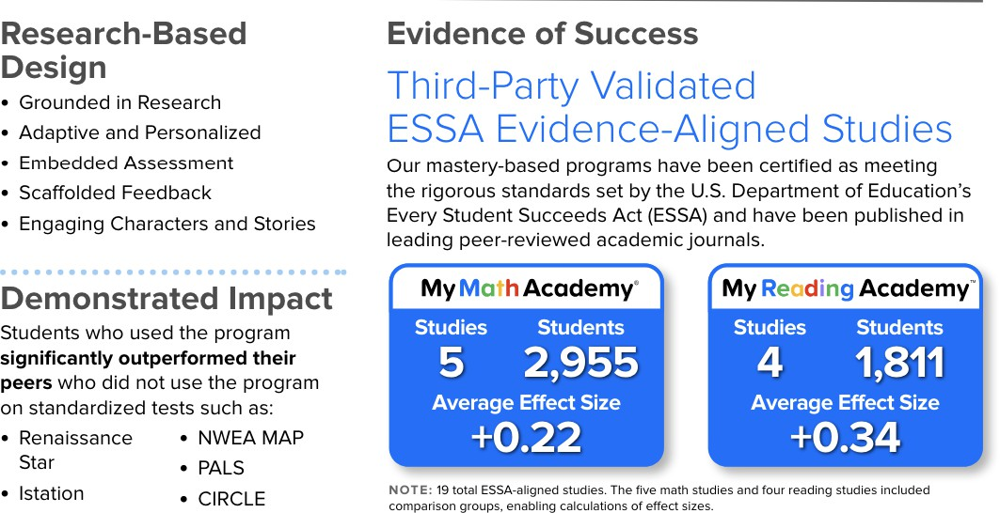 Research-Based
Design
• Grounded in Research
• Adaptive and Personalized
• Embedded Assessment
• Scaffolded Feedback
• Engaging Characters and Stories
Demonstrated Impact
Students who used the program
significantly outperformed their
peers who did not use the program
on standardized tests such as:
• Renaissance
Star
• Istation
• NWEA MAP
• PALS
• CIRCLE
Evidence of Success
Third-Party Validated
ESSA Evidence-Aligned Studies
Our mastery-based programs have been certified as meeting
the rigorous standards set by the U.S. Department of Education’s
Every Student Succeeds Act (ESSA) and have been published in
leading peer-reviewed academic journals.
My Math Academy®
Studies Students
5 2,955
Average Effect Size
+0.22
My Reading Academy™
Studies Students
4 1,811
Average Effect Size
+0.34
NOTE: 19 total ESSA-aligned studies. The five math studies and four reading studies included
comparison groups, enabling calculations of effect sizes.